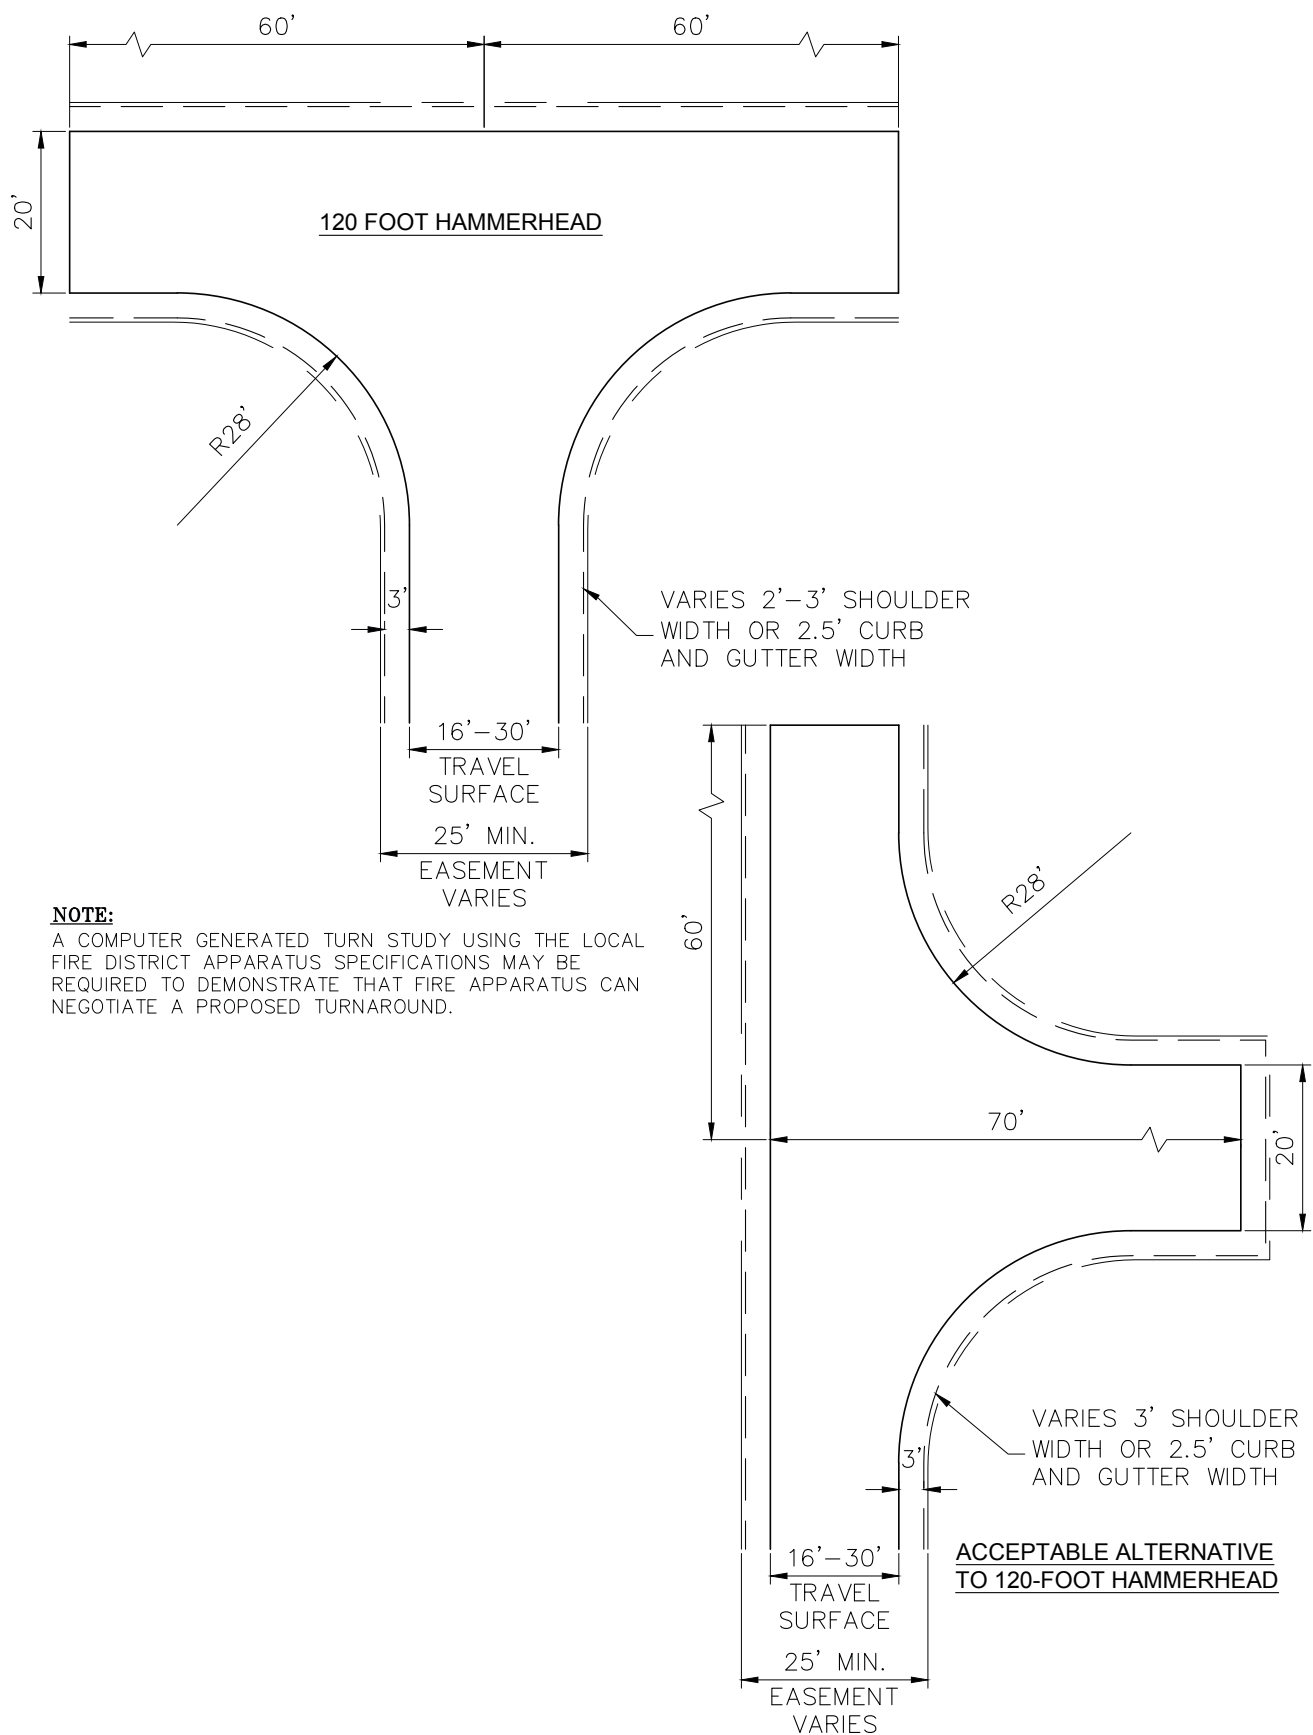 60’
60’
20’
120 FOOT HAMMERHEAD
R28’
3’
VARIES 2’-3’ SHOULDER
WIDTH OR 2.5’ CURB
AND GUTTER WIDTH
16’-30’
TRAVEL
SURFACE
25’ MIN.
EASEMENT
VARIES
NOTE:
A COMPUTER GENERATED TURN STUDY USING THE LOCAL
FIRE DISTRICT APPARATUS SPECIFICATIONS MAY BE
REQUIRED TO DEMONSTRATE THAT FIRE APPARATUS CAN
NEGOTIATE A PROPOSED TURNAROUND.
R28’
60’
70’
20’
VARIES 3’ SHOULDER
WIDTH OR 2.5’ CURB
AND GUTTER WIDTH
3’
ACCEPTABLE ALTERNATIVE
TO 120-FOOT HAMMERHEAD
16’-30’
TRAVEL
SURFACE
25’ MIN.
EASEMENT
VARIES